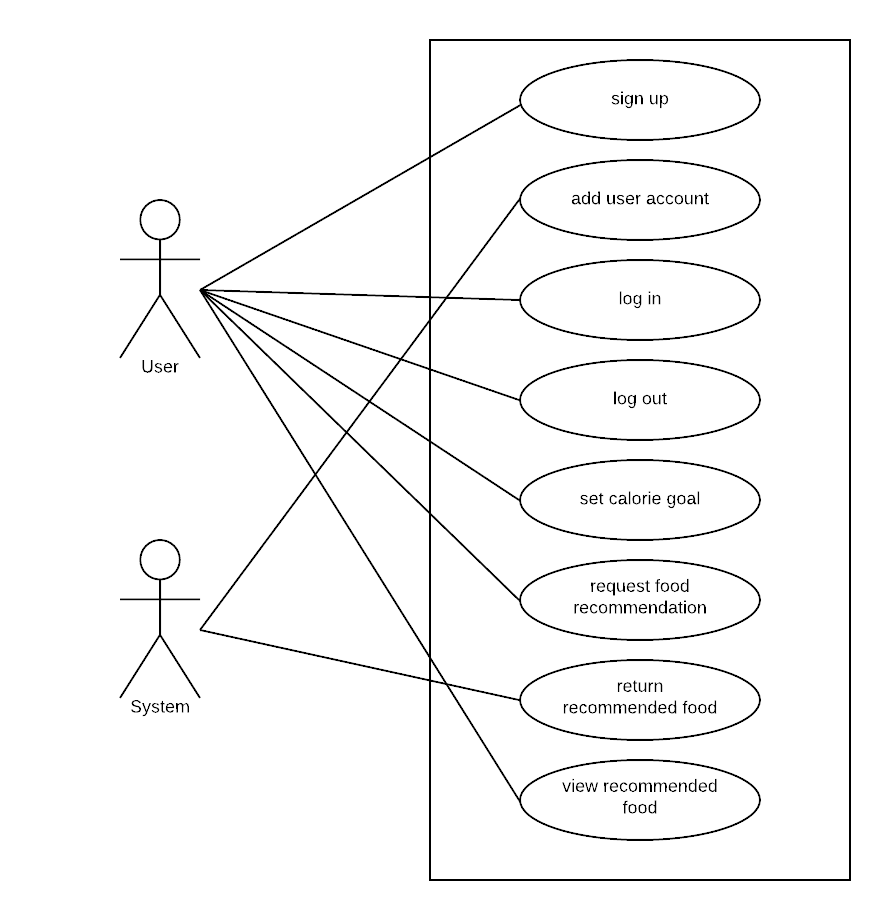 sign up
add user account
log in
User
log out
set calorie goal
request food
recommendation
System
return
recommended food
view recommended
food